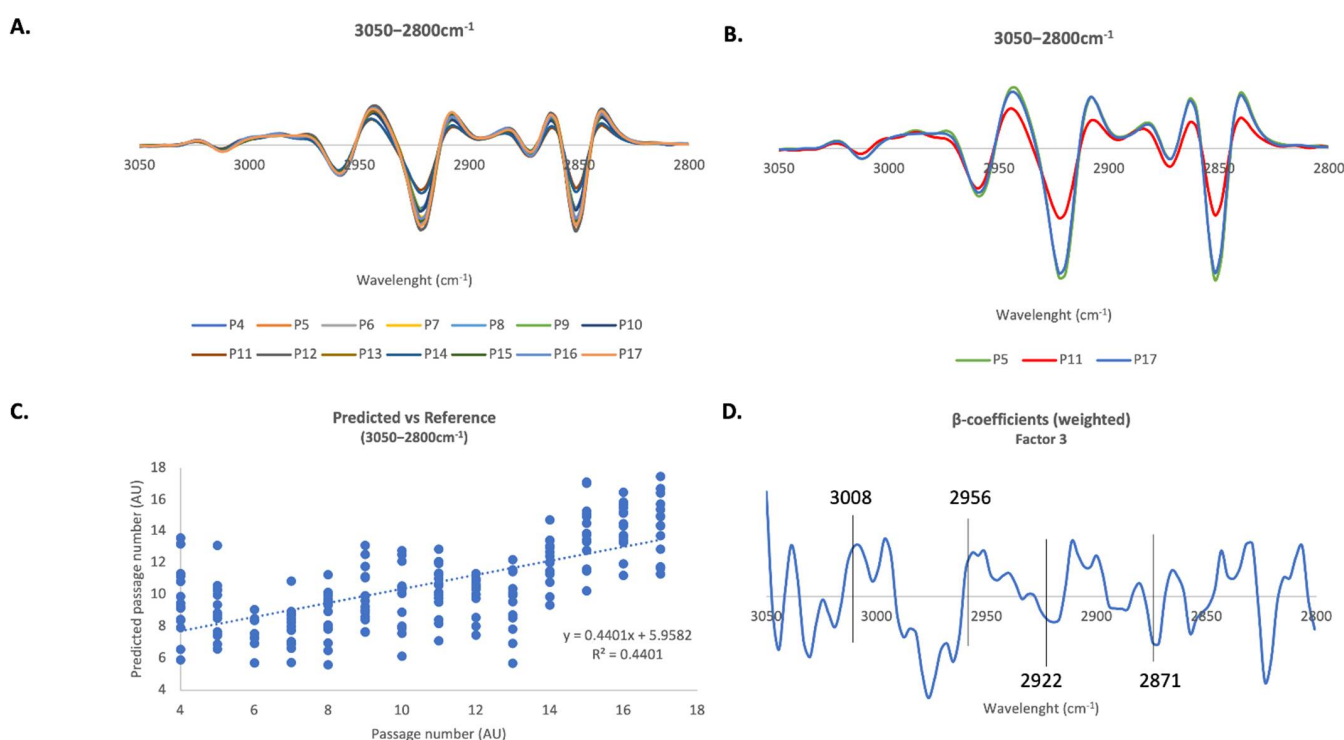 A.
3050–2800cm⁻¹
3050 3000 2950 2900 2850 2800
Wavelenght (cm⁻¹)
P4 P5 P6 P7 P8 P9 P10
P11 P12 P13 P14 P15 P16 P17
B.
3050–2800cm⁻¹
3050 3000 2950 2900 2850 2800
Wavelenght (cm⁻¹)
P5 P11 P17
C.
Predicted vs Reference
(3050–2800cm⁻¹)
Predicted passage number (AU)
18
16
14
12
10
8
6
4
y = 0.4401x + 5.9582
R² = 0.4401
4 6 8 10 12 14 16 18
Passage number (AU)
D.
β-coefficients (weighted)
Factor 3
3008 2956
3050 3000 2950 2900 2850 2800
2922 2871
Wavelenght (cm⁻¹)